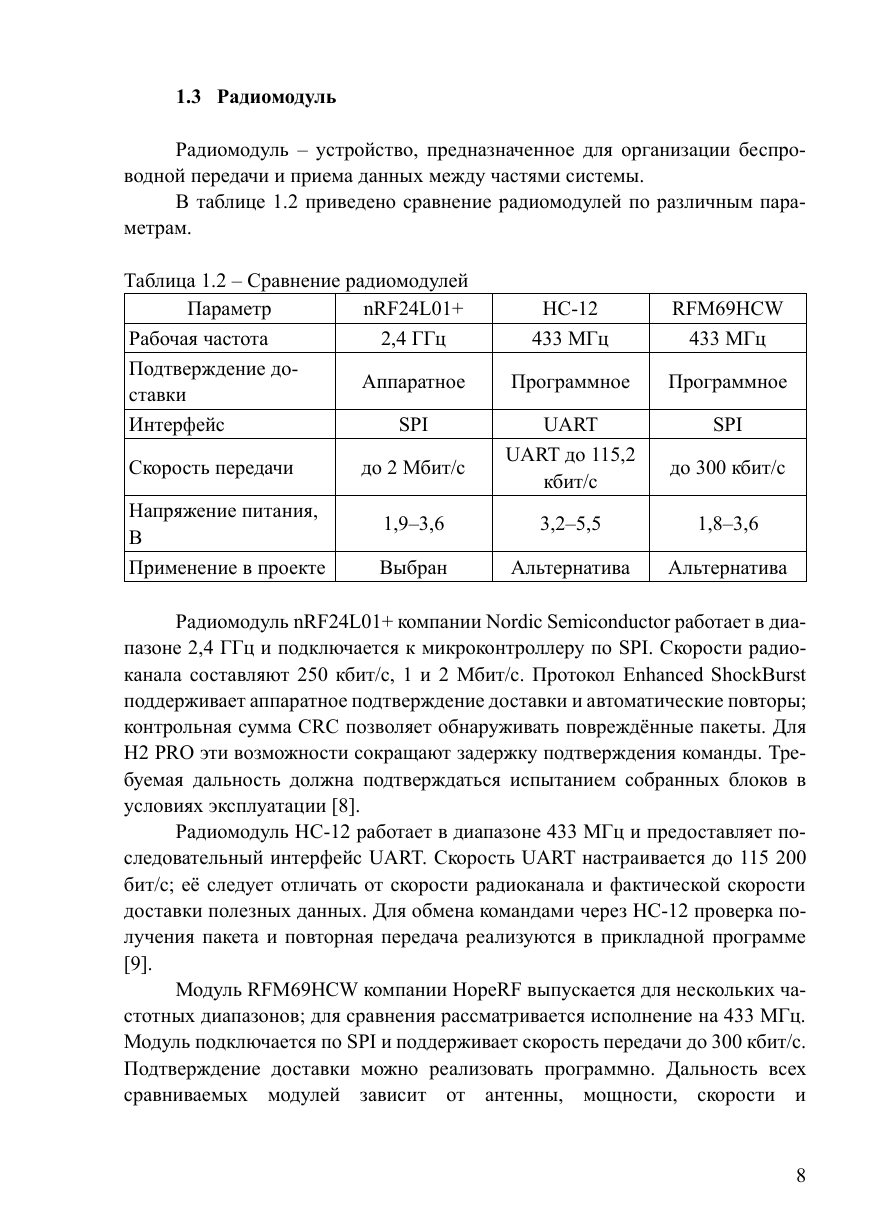 1.3 Радиомодуль
Радиомодуль – устройство, предназначенное для организации беспро-
водной передачи и приема данных между частями системы.
В таблице 1.2 приведено сравнение радиомодулей по различным пара-
метрам.
Таблица 1.2 – Сравнение радиомодулей
Параметр nRF24L01+ HC-12 RFM69HCW
Рабочая частота 2,4 ГГц 433 МГц 433 МГц
Подтверждение до-
ставки Аппаратное Программное Программное
Интерфейс SPI UART SPI
Скорость передачи до 2 Мбит/с UART до 115,2
кбит/с до 300 кбит/с
Напряжение питания,
В 1,9–3,6 3,2–5,5 1,8–3,6
Применение в проекте Выбран Альтернатива Альтернатива
Радиомодуль nRF24L01+ компании Nordic Semiconductor работает в диа-
пазоне 2,4 ГГц и подключается к микроконтроллеру по SPI. Скорости радио-
канала составляют 250 кбит/с, 1 и 2 Мбит/с. Протокол Enhanced ShockBurst
поддерживает аппаратное подтверждение доставки и автоматические повторы;
контрольная сумма CRC позволяет обнаруживать повреждённые пакеты. Для
H2 PRO эти возможности сокращают задержку подтверждения команды. Тре-
буемая дальность должна подтверждаться испытанием собранных блоков в
условиях эксплуатации [8].
Радиомодуль HC-12 работает в диапазоне 433 МГц и предоставляет по-
следовательный интерфейс UART. Скорость UART настраивается до 115 200
бит/с; её следует отличать от скорости радиоканала и фактической скорости
доставки полезных данных. Для обмена командами через HC-12 проверка по-
лучения пакета и повторная передача реализуются в прикладной программе
[9].
Модуль RFM69HCW компании HopeRF выпускается для нескольких ча-
стотных диапазонов; для сравнения рассматривается исполнение на 433 МГц.
Модуль подключается по SPI и поддерживает скорость передачи до 300 кбит/с.
Подтверждение доставки можно реализовать программно. Дальность всех
сравниваемых модулей зависит от антенны, мощности, скорости и
8